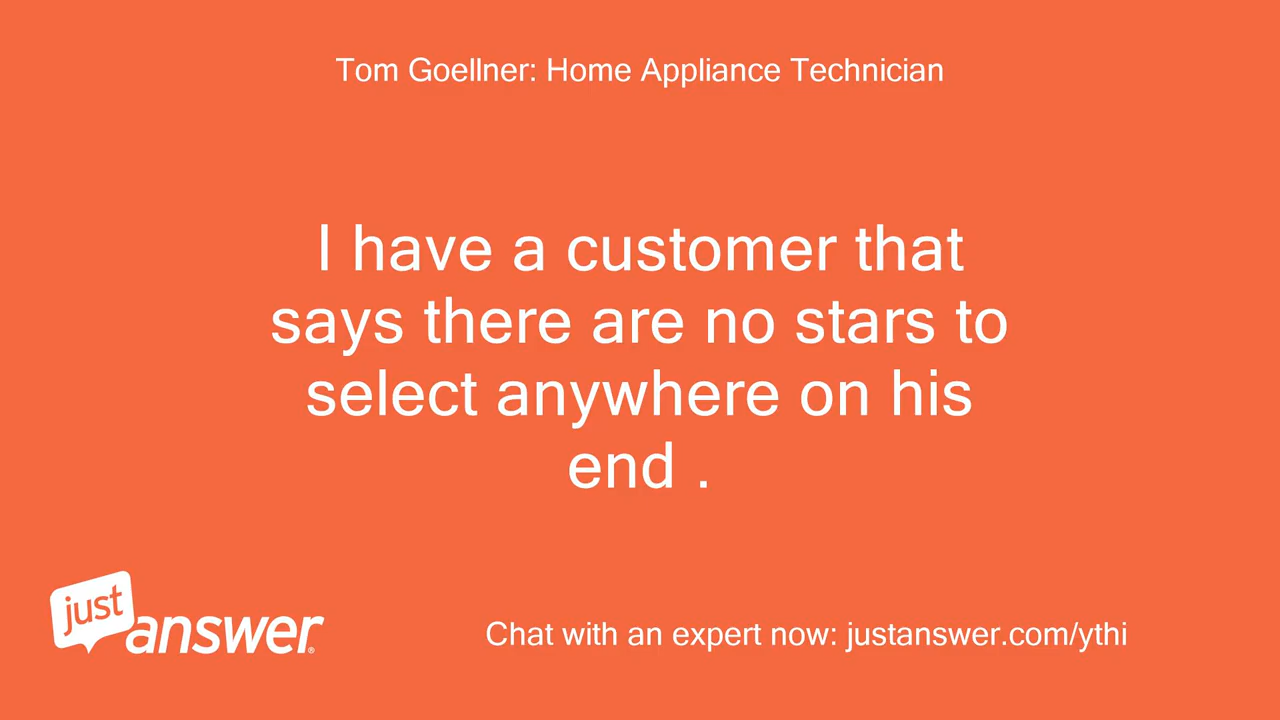 Tom Goellner: Home Appliance Technician
I have a customer that
says there are no stars to
select anywhere on his
end .
just
answer®
Chat with an expert now: justanswer.com/ythi